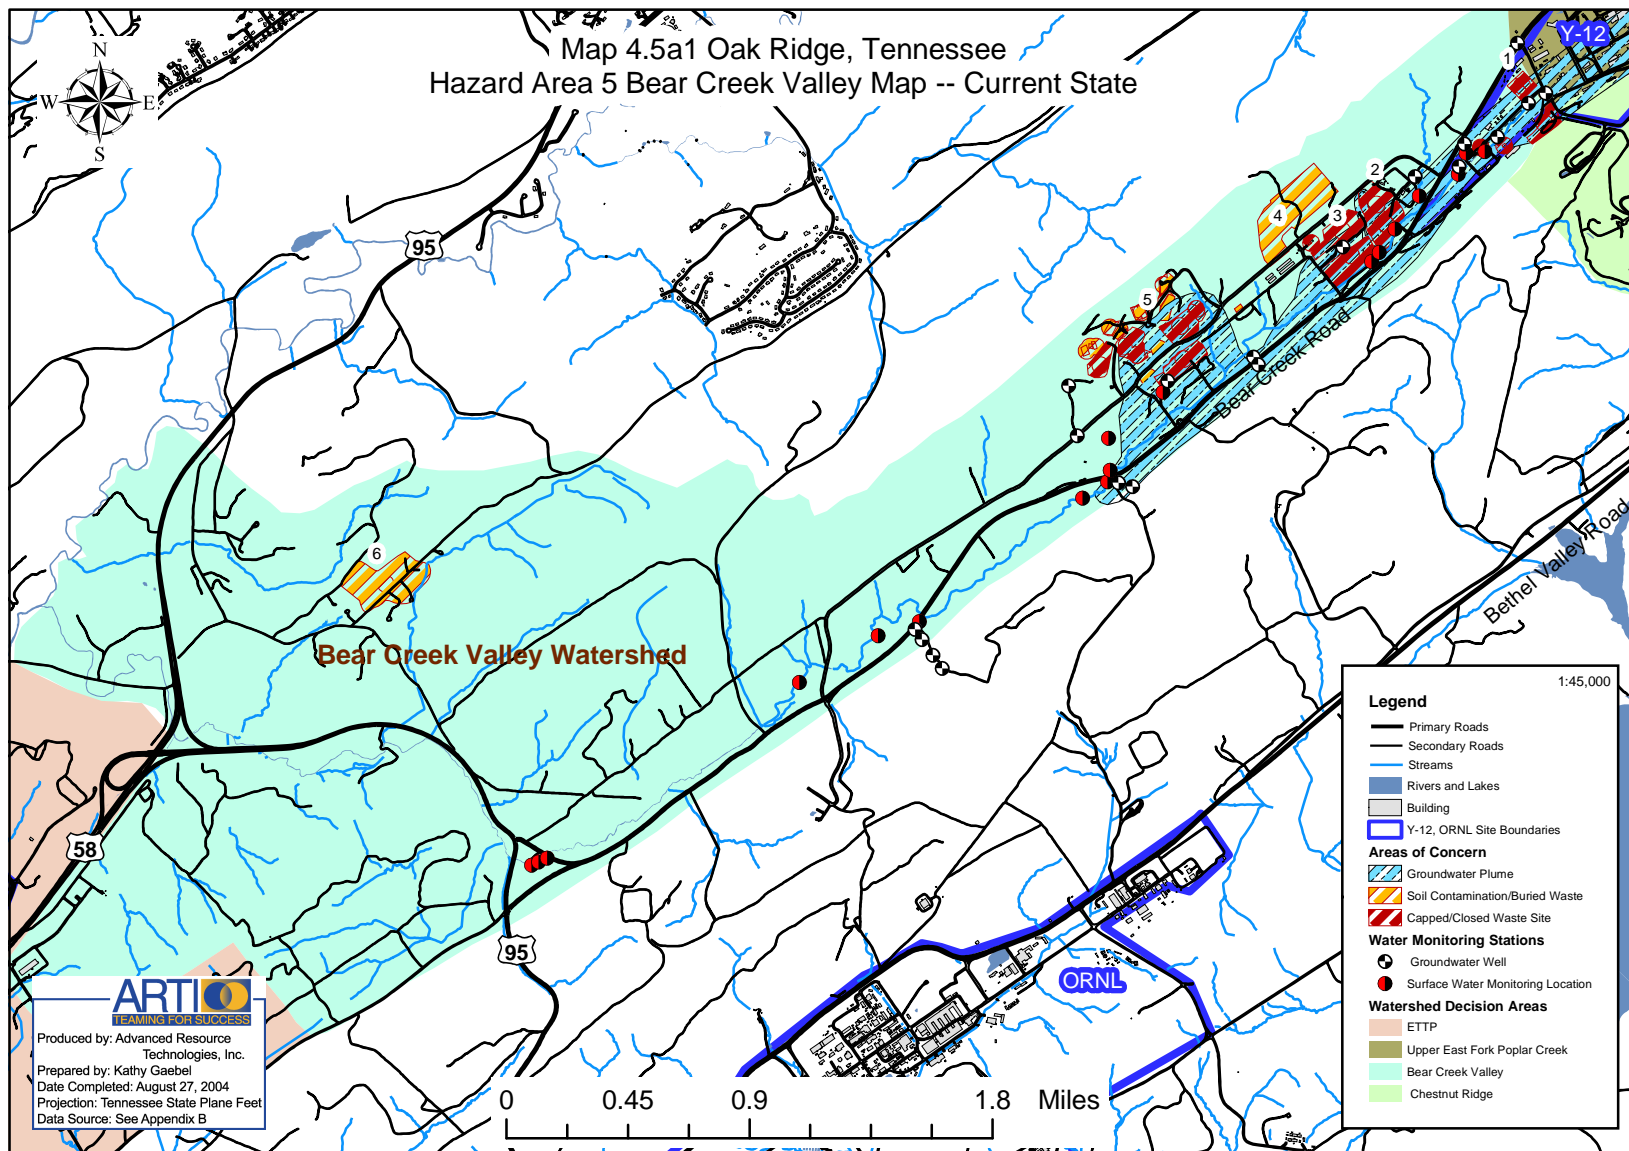 Map 4.5a1 Oak Ridge, Tennessee
Hazard Area 5 Bear Creek Valley Map -- Current State
N
W
E
S
Y-12
1
2
3
4
5
6
95
Bear Creek Road
Bethel Valley Road
Bear Creek Valley Watershed
58
95
ORNL
1:45,000
Legend
Primary Roads
Secondary Roads
Streams
Rivers and Lakes
Building
Y-12, ORNL Site Boundaries
Areas of Concern
Groundwater Plume
Soil Contamination/Buried Waste
Capped/Closed Waste Site
Water Monitoring Stations
Groundwater Well
Surface Water Monitoring Location
Watershed Decision Areas
ETTP
Upper East Fork Poplar Creek
Bear Creek Valley
Chestnut Ridge
ARTI
TEAMING FOR SUCCESS
Produced by: Advanced Resource
Technologies, Inc.
Prepared by: Kathy Gaebel
Date Completed: August 27, 2004
Projection: Tennessee State Plane Feet
Data Source: See Appendix B
0 0.45 0.9 1.8 Miles